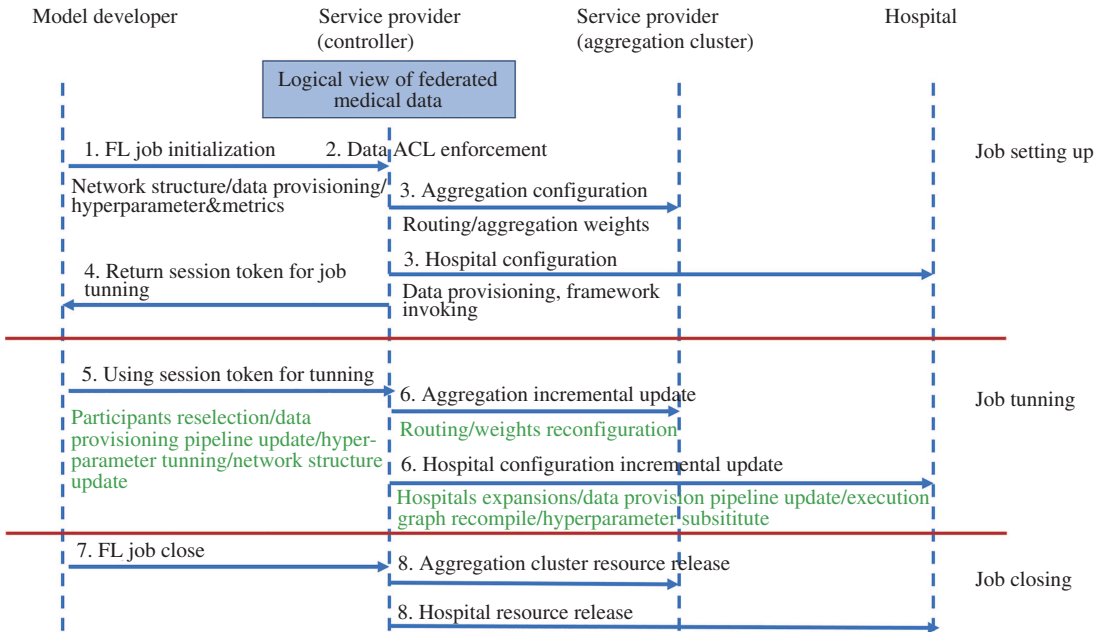 Model developer
Service provider
(controller)
Service provider
(aggregation cluster)
Hospital
Logical view of federated
medical data
1. FL job initialization
2. Data ACL enforcement
Job setting up
Network structure/data provisioning/
hyperparameter&metrics
3. Aggregation configuration
Routing/aggregation weights
3. Hospital configuration
4. Return session token for job
tunning
Data provisioning, framework
invoking
5. Using session token for tunning
6. Aggregation incremental update
Job tunning
Participants reselection/data
provisioning pipeline update/hyper-
parameter tunning/network structure
update
Routing/weights reconfiguration
6. Hospital configuration incremental update
Hospitals expansions/data provision pipeline update/execution
graph recompile/hyperparameter subsititute
7. FL job close
8. Aggregation cluster resource release
Job closing
8. Hospital resource release